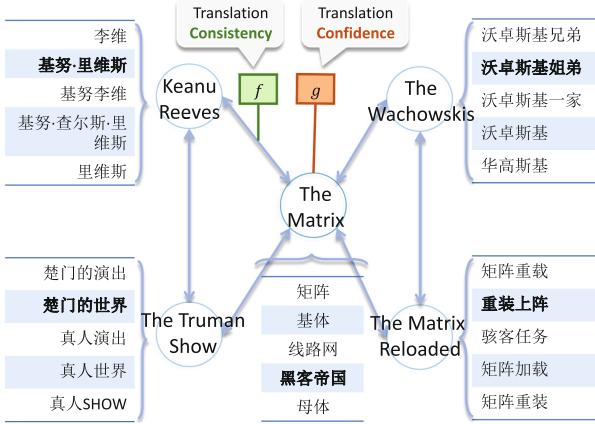 Translation
Consistency
Translation
Confidence
李维
基努·里维斯
基努李维
基努·查尔斯·里
维斯
里维斯
Keanu
Reeves
f
g
The
Wachowskis
沃卓斯基兄弟
沃卓斯基姐弟
沃卓斯基一家
沃卓斯基
华高斯基
The
Matrix
楚门的演出
楚门的世界
真人演出
真人世界
真人SHOW
The Truman
Show
矩阵
基体
线路网
黑客帝国
母体
The Matrix
Reloaded
矩阵重载
重装上阵
骇客任务
矩阵加载
矩阵重装